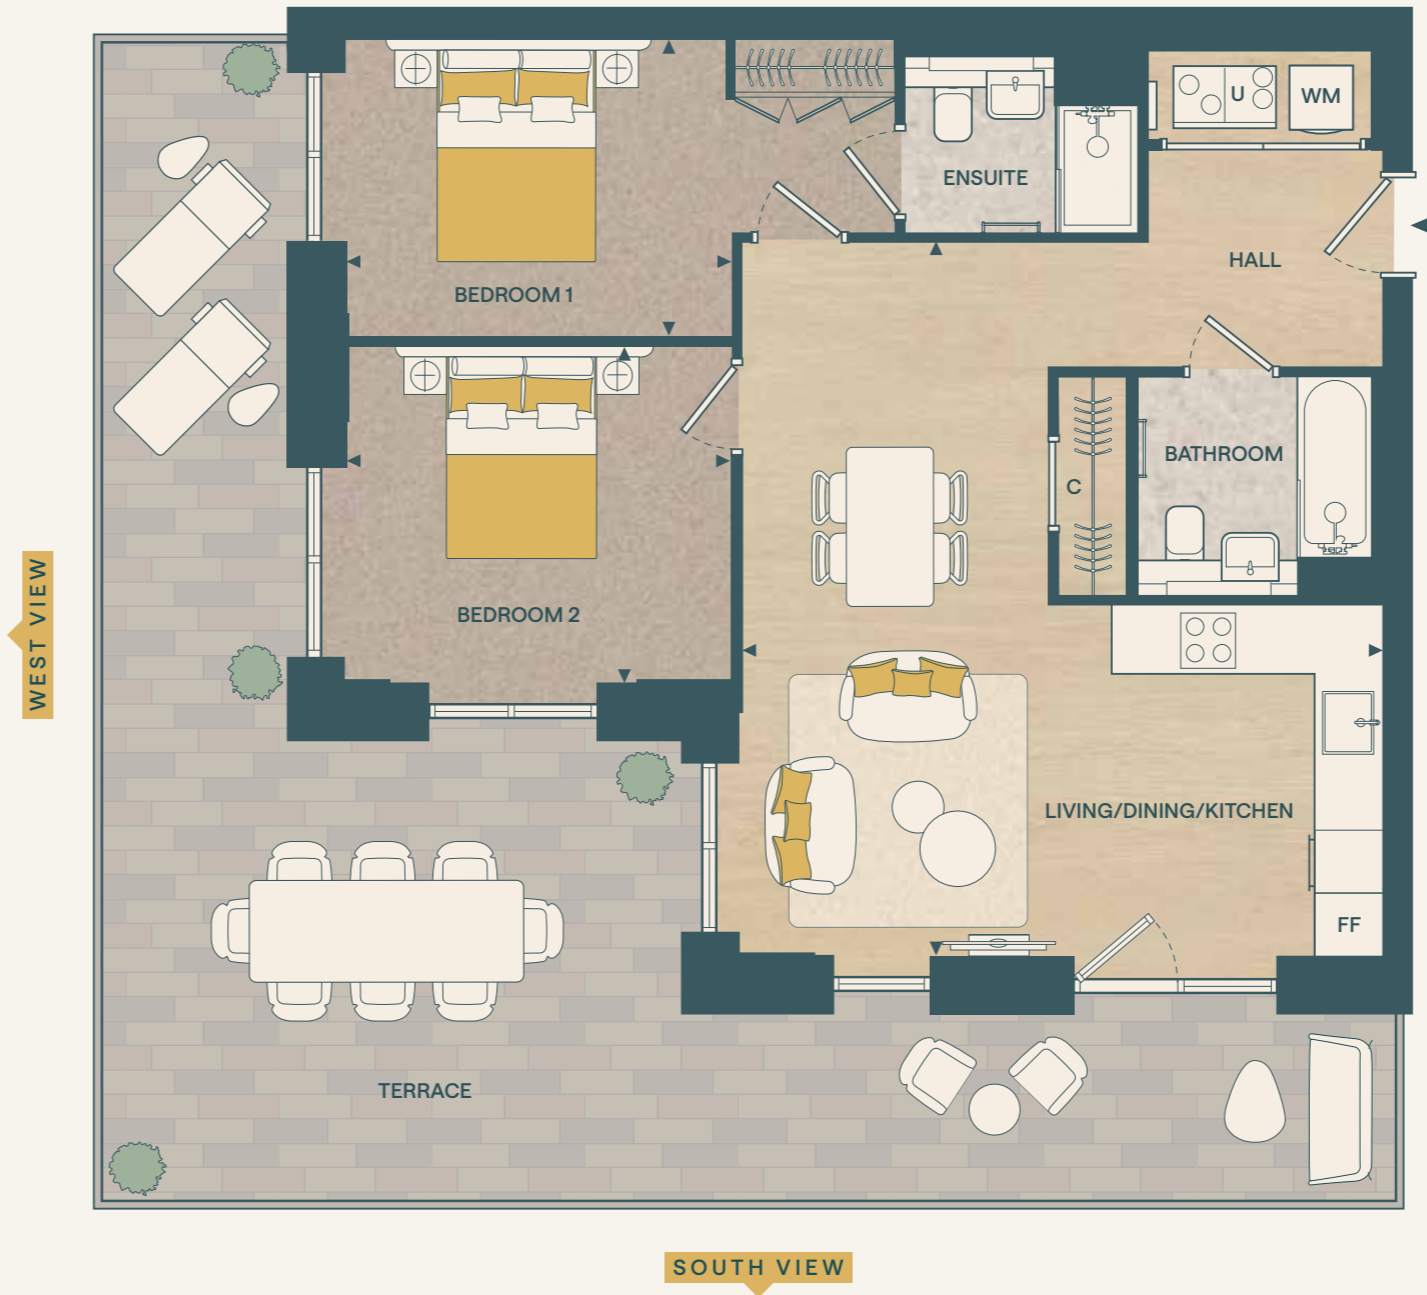 U
WM
ENSUITE
HALL
BEDROOM 1
BATHROOM
C
BEDROOM 2
WEST VIEW
LIVING/DINING/KITCHEN
FF
TERRACE
SOUTH VIEW